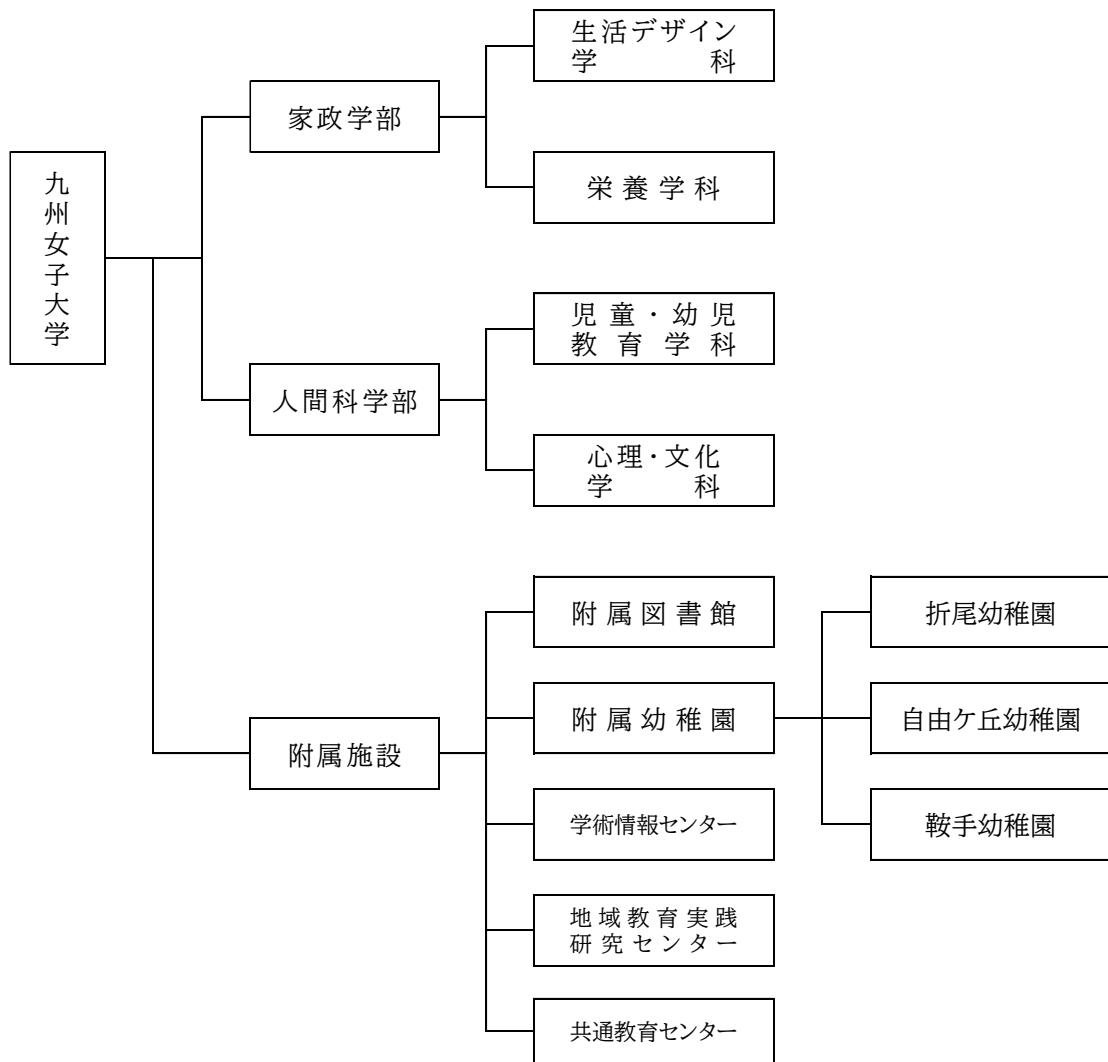 九州女子大学
家政学部
生活デザイン
学科
栄養学科
人間科学部
児童・幼児
教育学科
心理・文化
学科
附属施設
附属図書館
附属幼稚園
折尾幼稚園
自由ケ丘幼稚園
鞍手幼稚園
学術情報センター
地域教育実践
研究センター
共通教育センター